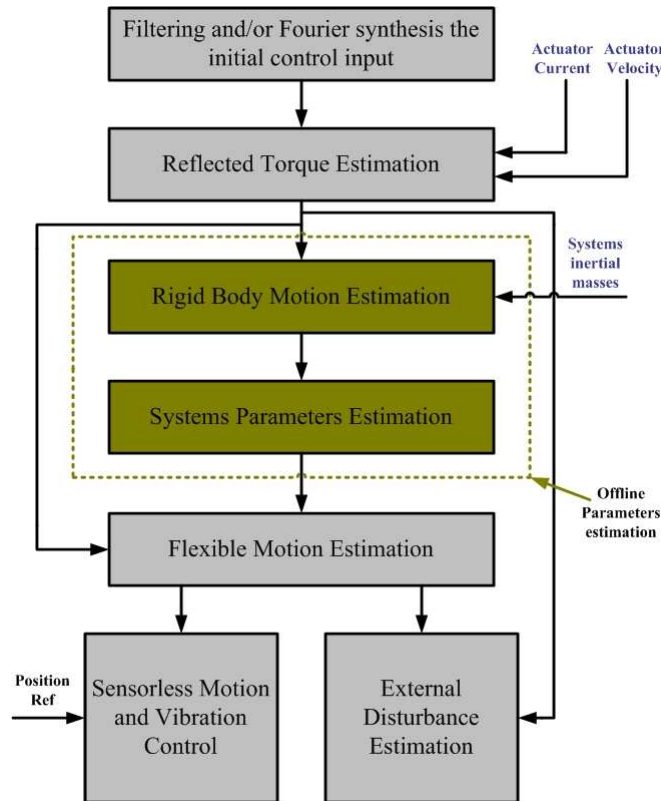 Filtering and/or Fourier synthesis the
initial control input
Actuator
Current
Actuator
Velocity
Reflected Torque Estimation
Systems
inertial
masses
Rigid Body Motion Estimation
Systems Parameters Estimation
Offline
Parameters
estimation
Flexible Motion Estimation
Position
Ref
Sensorless Motion
and Vibration
Control
External
Disturbance
Estimation